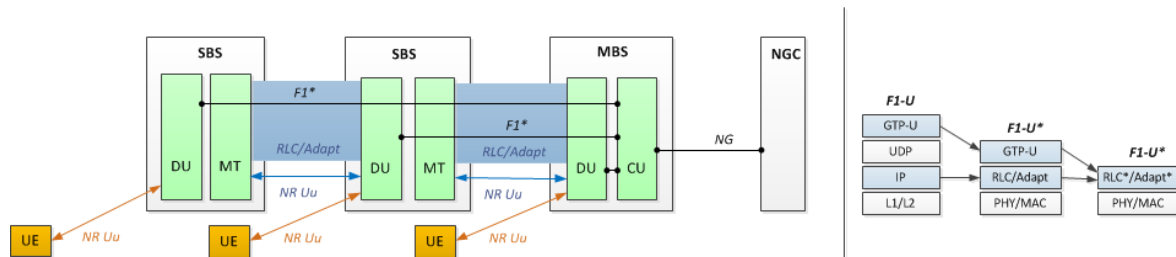 SBS
SBS
MBS
NGC
F1*
F1*
NG
RLC/Adapt
RLC/Adapt
DU
MT
DU
MT
DU
CU
NR Uu
NR Uu
UE
NR Uu
UE
NR Uu
UE
NR Uu
F1-U
GTP-U
UDP
IP
L1/L2
F1-U*
GTP-U
RLC/Adapt
PHY/MAC
F1-U*
RLC*/Adapt*
PHY/MAC